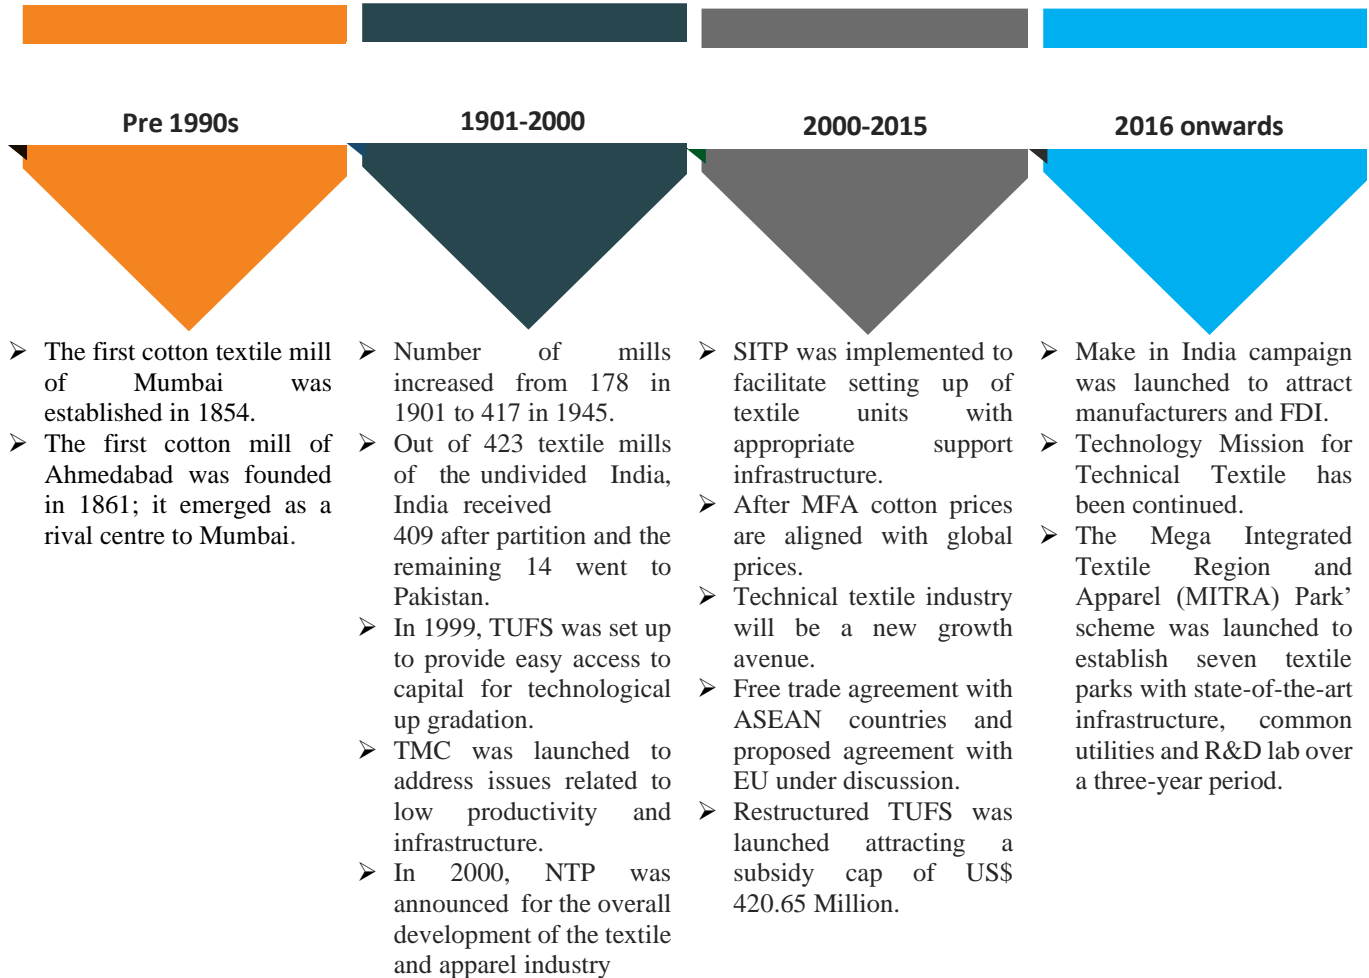 Pre 1990s
➢ The first cotton textile mill
of Mumbai was
established in 1854.
➢ The first cotton mill of
Ahmedabad was founded
in 1861; it emerged as a
rival centre to Mumbai.
1901-2000
➢ Number of mills
increased from 178 in
1901 to 417 in 1945.
➢ Out of 423 textile mills
of the undivided India,
India received
409 after partition and the
remaining 14 went to
Pakistan.
➢ In 1999, TUFS was set up
to provide easy access to
capital for technological
up gradation.
➢ TMC was launched to
address issues related to
low productivity and
infrastructure.
➢ In 2000, NTP was
announced for the overall
development of the textile
and apparel industry
2000-2015
➢ SITP was implemented to
facilitate setting up of
textile units with
appropriate support
infrastructure.
➢ After MFA cotton prices
are aligned with global
prices.
➢ Technical textile industry
will be a new growth
avenue.
➢ Free trade agreement with
ASEAN countries and
proposed agreement with
EU under discussion.
➢ Restructured TUFS was
launched attracting a
subsidy cap of US$
420.65 Million.
2016 onwards
➢ Make in India campaign
was launched to attract
manufacturers and FDI.
➢ Technology Mission for
Technical Textile has
been continued.
➢ The Mega Integrated
Textile Region and
Apparel (MITRA) Park’
scheme was launched to
establish seven textile
parks with state-of-the-art
infrastructure, common
utilities and R&D lab over
a three-year period.